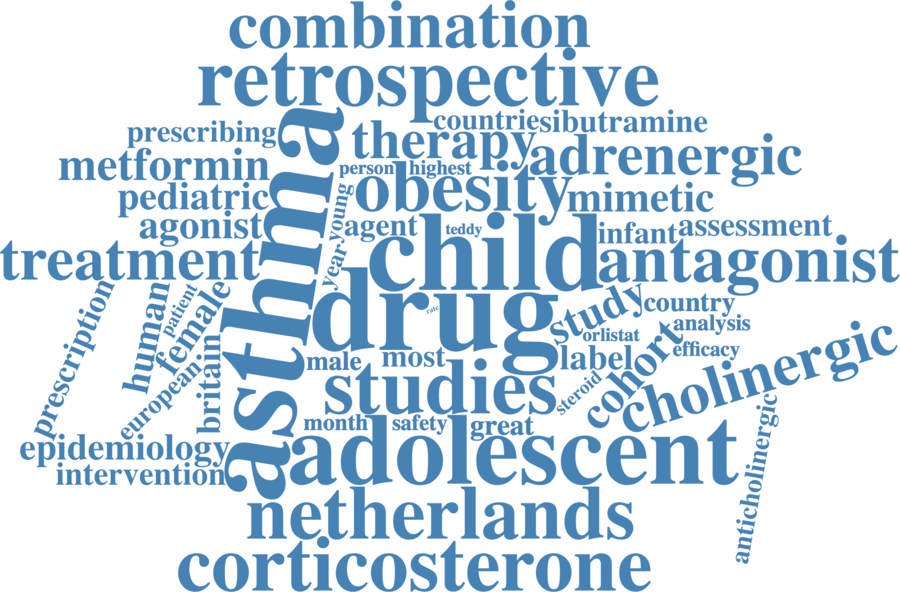 combination
retrospective
asthma
countries
sibutramine
prescribing
therapy
adrenergic
metformin
person
highest
obesity
mimetic
pediatric
young
agonist
agent
teddy
infant
assessment
child
antagonist
treatment
year
drug
rate
study
country
prescription
human
patient
female
orlistat
analysis
male
most
label
cohort
efficacy
european
britain
studies
steroid
cholinergic
month
safety
great
adolescent
epidemiology
intervention
anticholinergic
netherlands
corticosterone